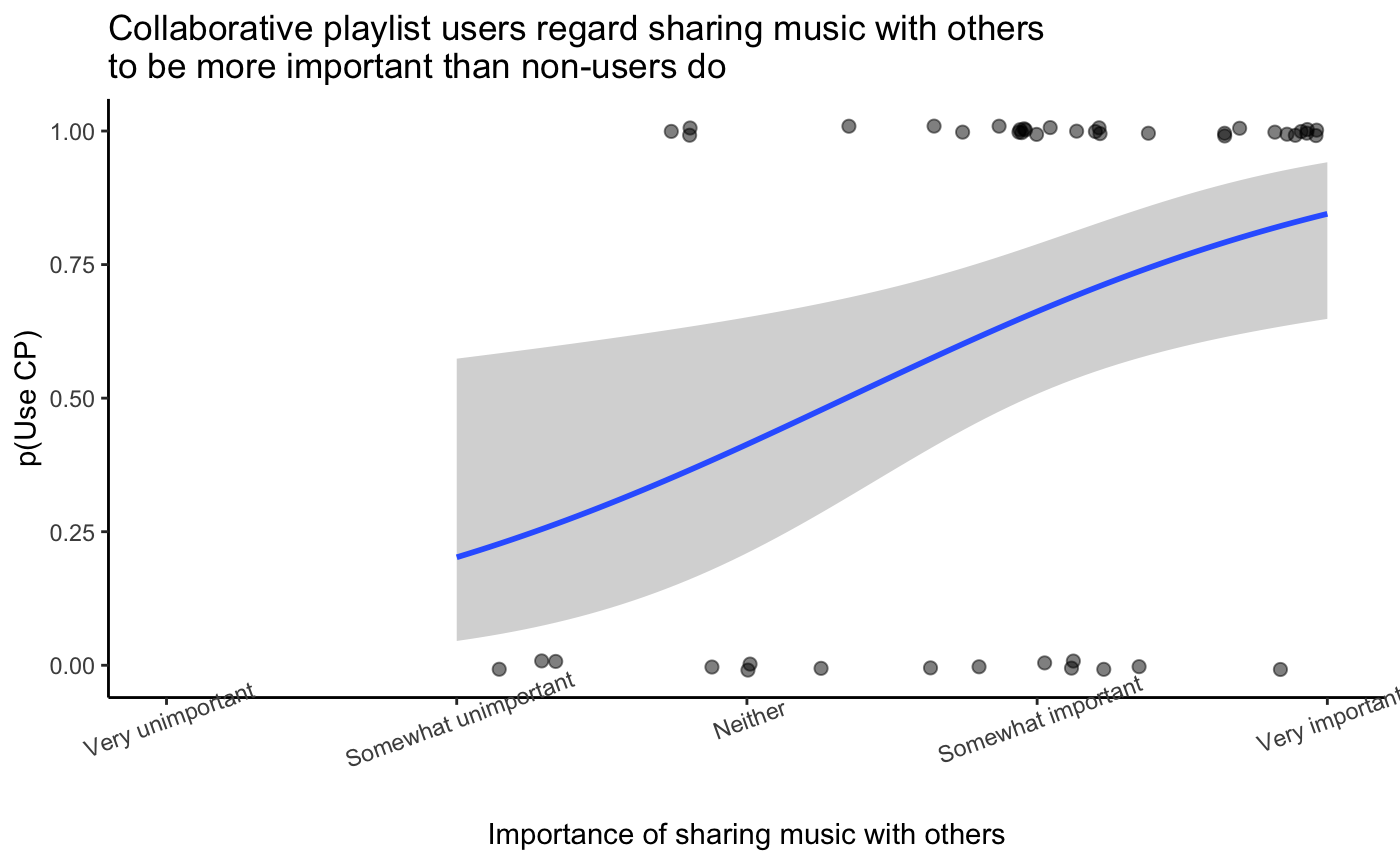 Collaborative playlist users regard sharing music with others
to be more important than non-users do
1.00
0.75
0.50
0.25
0.00
p(Use CP)
Very unimportant
Somewhat unimportant
Neither
Somewhat important
Very important
Importance of sharing music with others